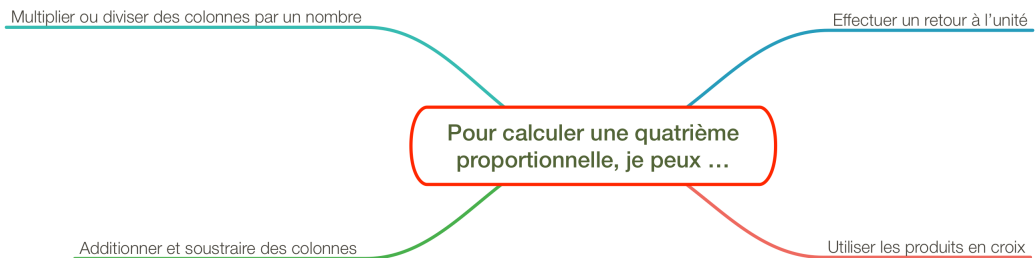 Multiplier ou diviser des colonnes par un nombre
Effectuer un retour à l'unité
Pour calculer une quatrième
proportionnelle, je peux …
Additionner et soustraire des colonnes
Utiliser les produits en croix